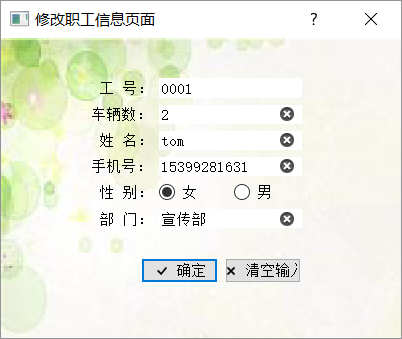 修改职工信息页面
工 号： 0001
车辆数： 2
姓 名： tom
手机号： 15399281631
性 别： 女 男
部 门： 宣传部
确定 清空输入